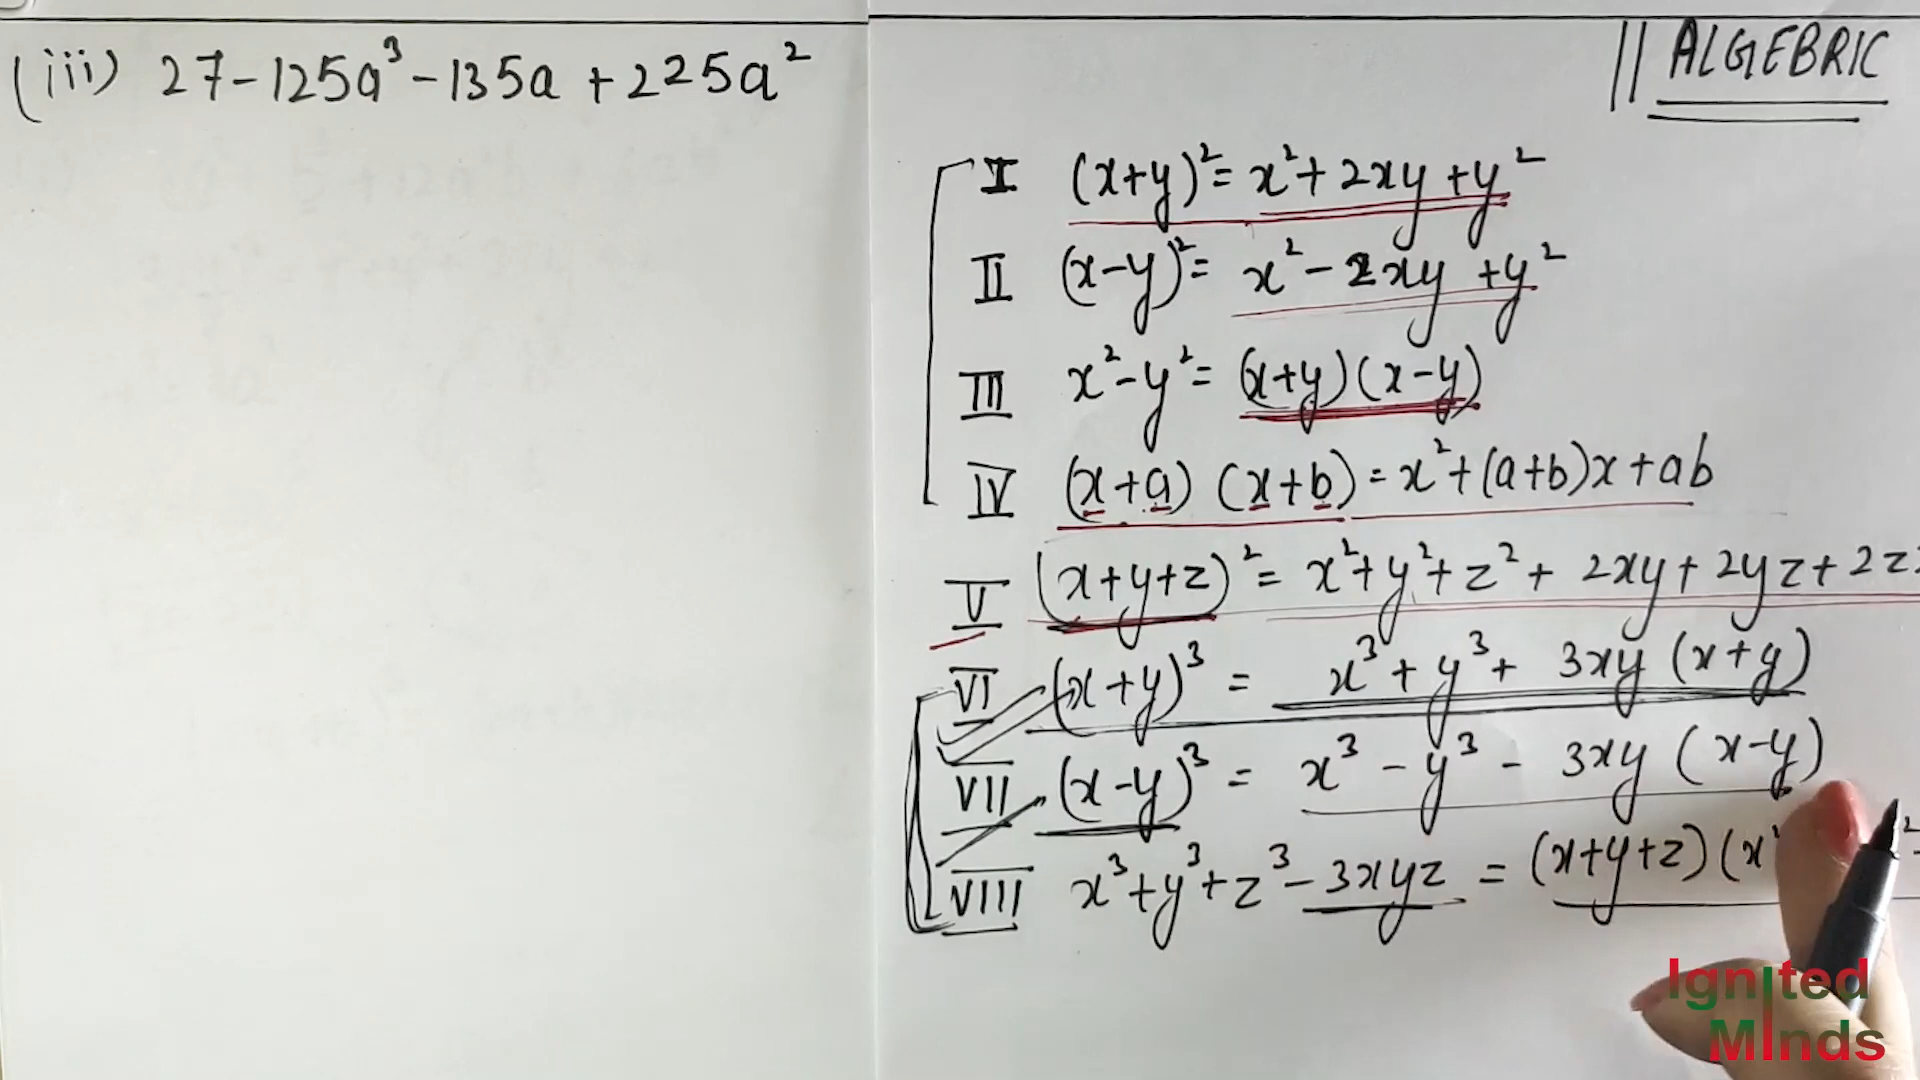 (iii) 27-125a³-135a+225a²
|| ALGEBRIC
I (x+y)²= x²+2xy+y²
II (x-y)²= x²-2xy+y²
III x²-y²= (x+y)(x-y)
IV (x+a) (x+b)=x²+(a+b)x+ab
V (x+y+z)²= x²+y²+z²+ 2xy+2yz+2z
VI (x+y)³ = x³+y³+ 3xy (x+y)
VII (x-y)³ = x³-y³- 3xy (x-y)
VIII x³+y³+z³-3xyz = (x+y+z)(x
Ignited
Minds